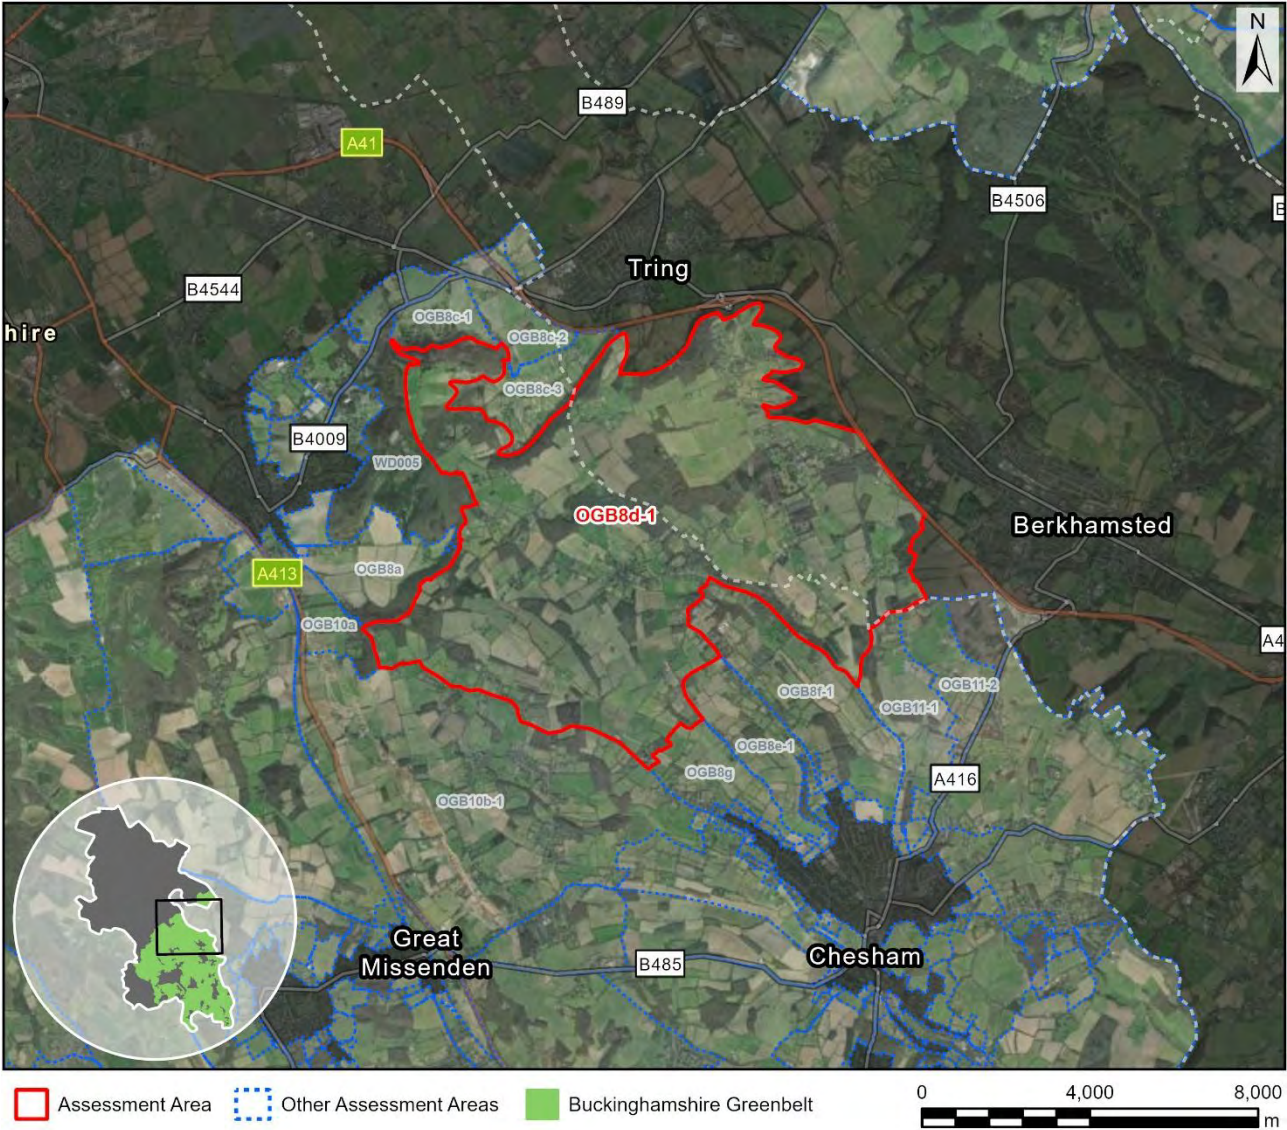 N
B489
A41
B4506
B
Tring
B4544
OGB8c-1
OGB8c-2
hire
OGB8c-3
B4009
WD005
OGB8d-1
Berkhamsted
A413
OGB8a
OGB10a
A4
OGB8f-1
OGB11-2
OGB11-1
OGB8e-1
OGB8g
A416
OGB10b-1
Great
Missenden
B485
Chesham
Assessment Area
Other Assessment Areas
Buckinghamshire Greenbelt
0 4,000 8,000
m